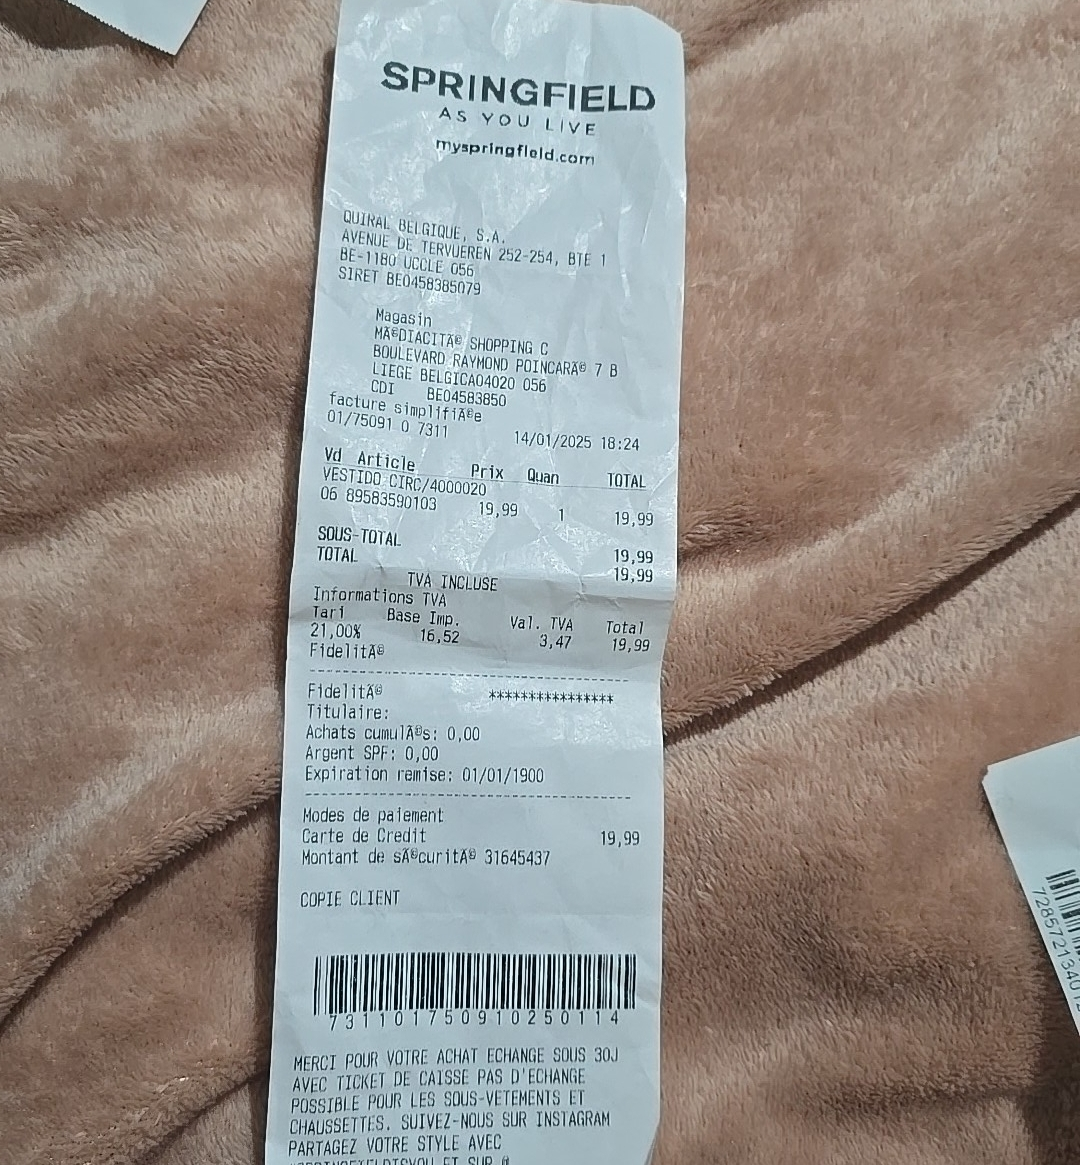 SPRINGFIELD
AS YOU LIVE
myspringfield.com
QUIRAL BELGIQUE, S.A.
AVENUE DE TERVUEREN 252-254, BTE 1
BE-1180 UCCLE 056
SIRET BE0458385079
Magasin
MÃ©DIACITÃ© SHOPPING C
BOULEVARD RAYMOND POINCARÃ© 7 B
LIEGE BELGICA04020 056
CDI BE04583850
facture simplifiÃ©e
01/75091 0 7311 14/01/2025 18:24
Vd Article Prix Quan TOTAL
VESTIDO CIRC/4000020
06 89583590103 19,99 1 19,99
SOUS-TOTAL 19,99
TOTAL 19,99
TVA INCLUSE
Informations TVA
Tari Base Imp. Val. TVA Total
21,00% 16,52 3,47 19,99
FidelitÃ©
FidelitÃ© ****************
Titulaire:
Achats cumulÃ©s: 0,00
Argent SPF: 0,00
Expiration remise: 01/01/1900
Modes de paiement
Carte de Credit 19,99
Montant de sÃ©curitÃ© 31645437
COPIE CLIENT
731101750910250114
MERCI POUR VOTRE ACHAT ECHANGE SOUS 30J
AVEC TICKET DE CAISSE PAS D'ECHANGE
POSSIBLE POUR LES SOUS-VETEMENTS ET
CHAUSSETTES. SUIVEZ-NOUS SUR INSTAGRAM
PARTAGEZ VOTRE STYLE AVEC
ET SUR @